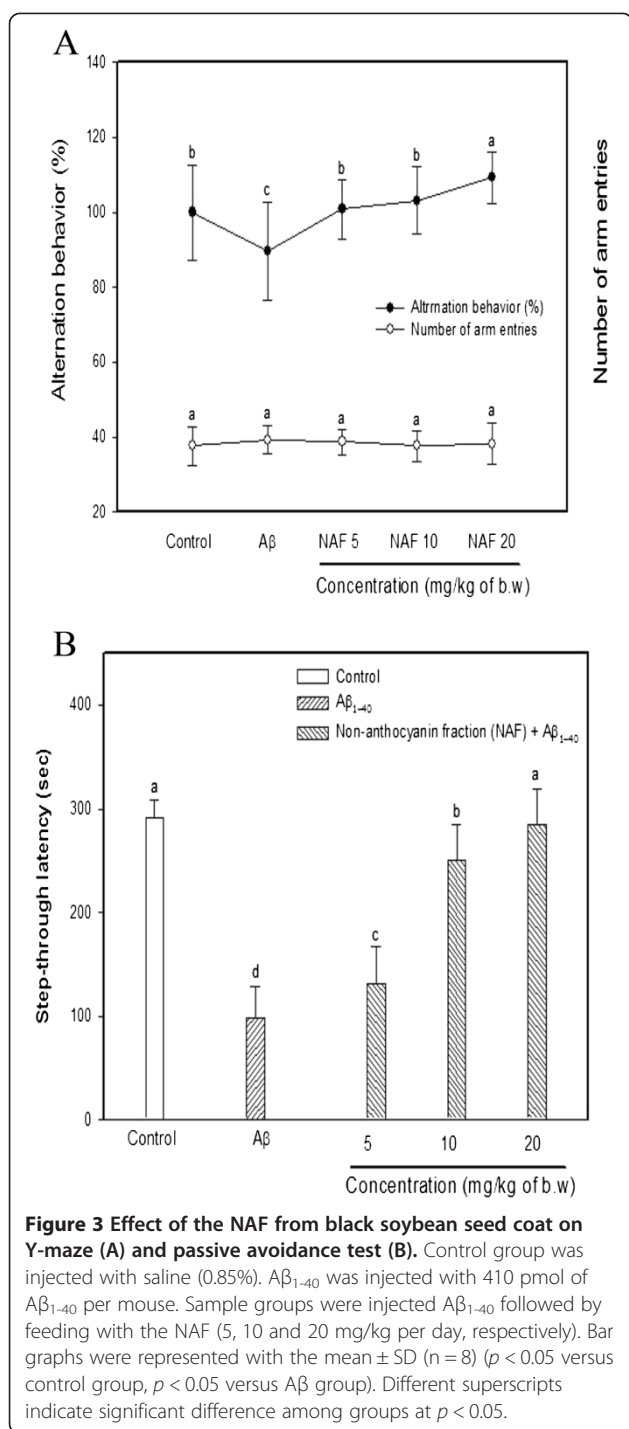 A
140
120
100
80
60
40
20
Alternation behavior (%)
Number of arm entries
b
c
b
b
a
Altrrnation behavior (%)
Number of arm entries
a
a
a
a
a
Control
Aβ
NAF 5
NAF 10
NAF 20
Concentration (mg/kg of b.w)
B
400
300
200
100
0
Step-through latency (sec)
Control
Aβ₁₋₄₀
Non-anthocyanin fraction (NAF) + Aβ₁₋₄₀
a
d
c
b
a
Control
Aβ
5
10
20
Concentration (mg/kg of b.w)
Figure 3 Effect of the NAF from black soybean seed coat on
Y-maze (A) and passive avoidance test (B). Control group was
injected with saline (0.85%). Aβ₁₋₄₀ was injected with 410 pmol of
Aβ₁₋₄₀ per mouse. Sample groups were injected Aβ₁₋₄₀ followed by
feeding with the NAF (5, 10 and 20 mg/kg per day, respectively). Bar
graphs were represented with the mean ± SD (n = 8) (p < 0.05 versus
control group, p < 0.05 versus Aβ group). Different superscripts
indicate significant difference among groups at p < 0.05.